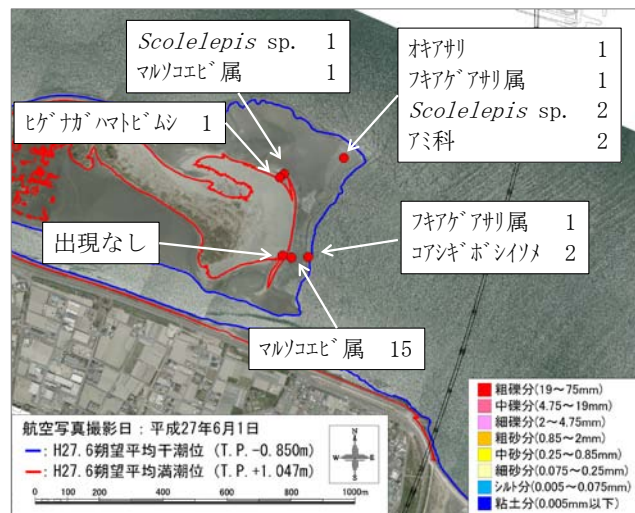 Scolelepis sp. 1
マルソコエビ属 1
オキアサリ 1
フキアゲアサリ属 1
Scolelepis sp. 2
アミ科 2
ヒゲナガハマトビムシ 1
出現なし
フキアゲアサリ属 1
コアシギボシイソメ 2
マルソコエビ属 15
航空写真撮影日：平成27年6月1日
―：H27.6朔望平均干潮位 (T.P.-0.850m)
―：H27.6朔望平均満潮位 (T.P.+1.047m)
N
W E
S
0 200 400 600 800 1000m
粗礫分(19～75mm)
中礫分(4.75～19mm)
細礫分(2～4.75mm)
粗砂分(0.85～2mm)
中砂分(0.25～0.85mm)
細砂分(0.075～0.25mm)
シルト分(0.005～0.075mm)
粘土分(0.005mm以下)